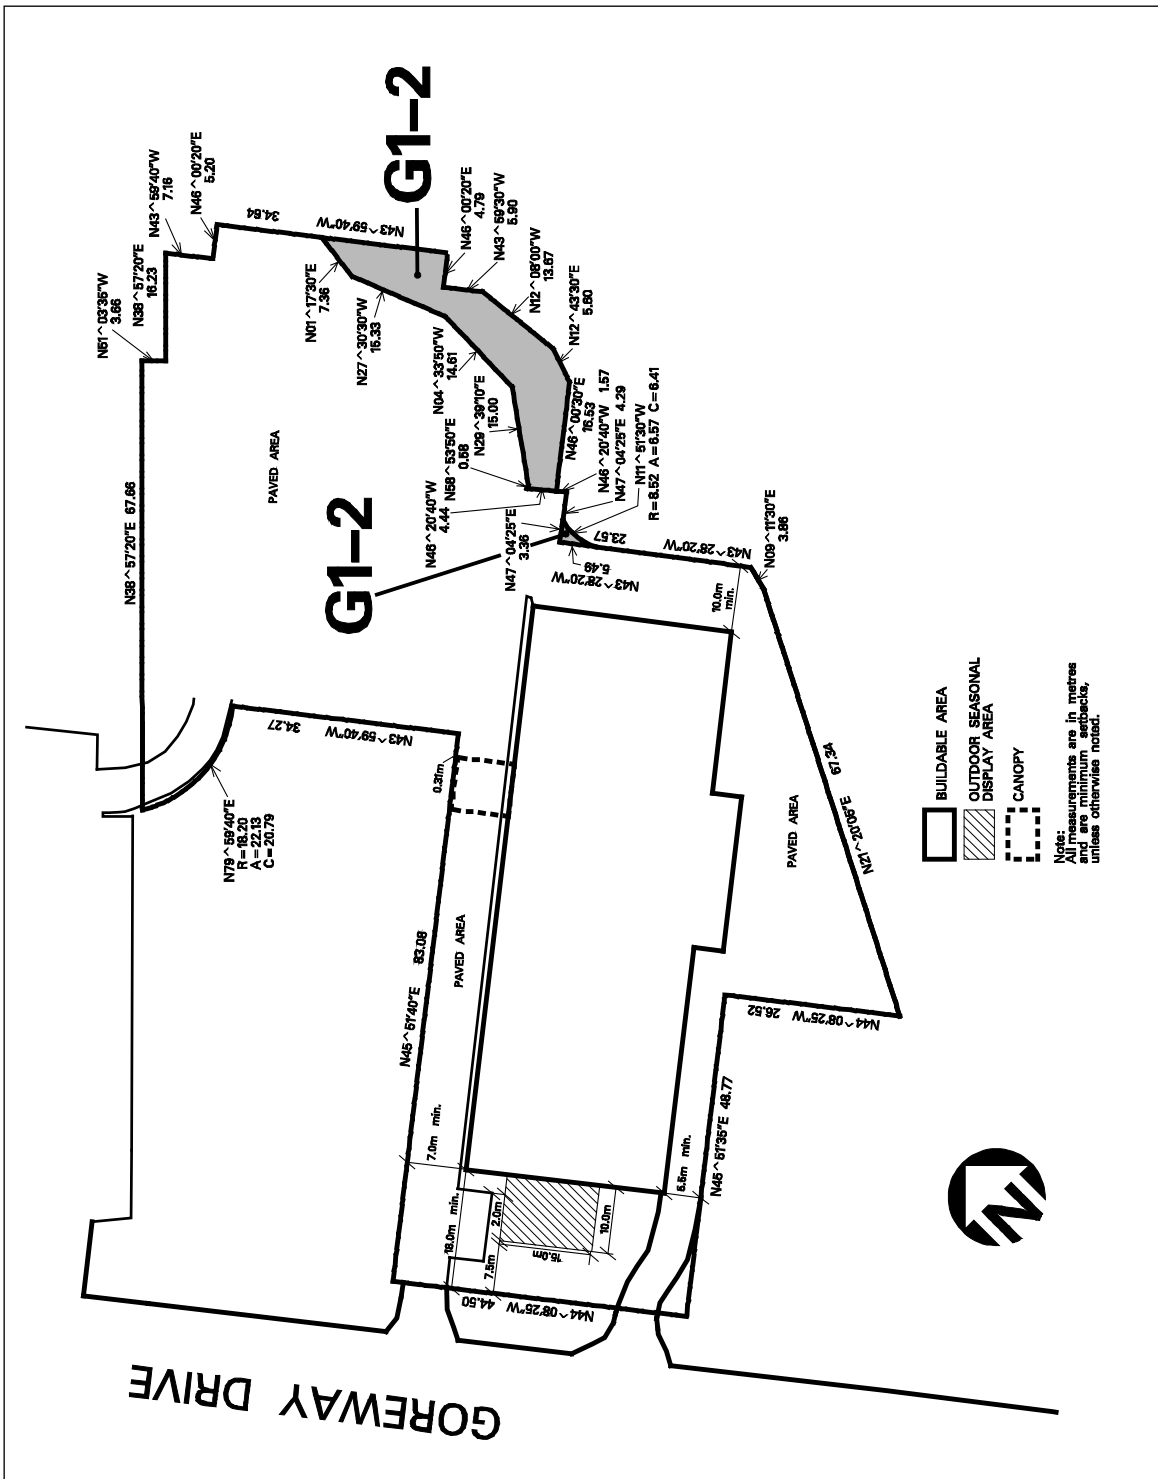 N51^03'35"W
3.66
N38^57'20"E
16.23
N43^59'40"W
7.16
N46^00'20"E
5.20
34.64
N43^59'40"W
G1-2
N46^00'20"E
4.79
N43^59'30"W
5.90
N12^08'00"W
13.67
N12^43'30"E
5.60
N01^17'30"E
7.36
N27^30'30"W
15.33
N04^33'50"W
14.61
N29^39'10"E
15.00
N58^53'50"E
0.58
N46^20'40"W
4.44
N46^00'30"E
16.53
N46^20'40"W 1.57
N47^04'25"E 4.29
N11^51'30"W
R=8.52 A=6.57 C=6.41
N47^04'25"E
3.36
G1-2
N38^57'20"E 67.66
PAVED AREA
23.57
N43^28'20"W
5.49
N43^28'20"W
N09^11'30"E
3.86
10.0m
min.
34.27
N43^59'40"W
0.31m
N79^59'40"E
R=18.20
A=22.13
C=20.79
N45^51'40"E 83.08
PAVED AREA
PAVED AREA
N21^20'05"E 67.34
26.52
N44^08'25"W
N45^51'35"E 48.77
7.0m min.
5.5m min.
18.0m min.
2.0m
7.5m
15.0m
10.0m
44.50
N44^08'25"W
GOREWAY DRIVE
BUILDABLE AREA
OUTDOOR SEASONAL
DISPLAY AREA
CANOPY
Note:
All measurements are in metres
and are minimum setbacks,
unless otherwise noted.
N